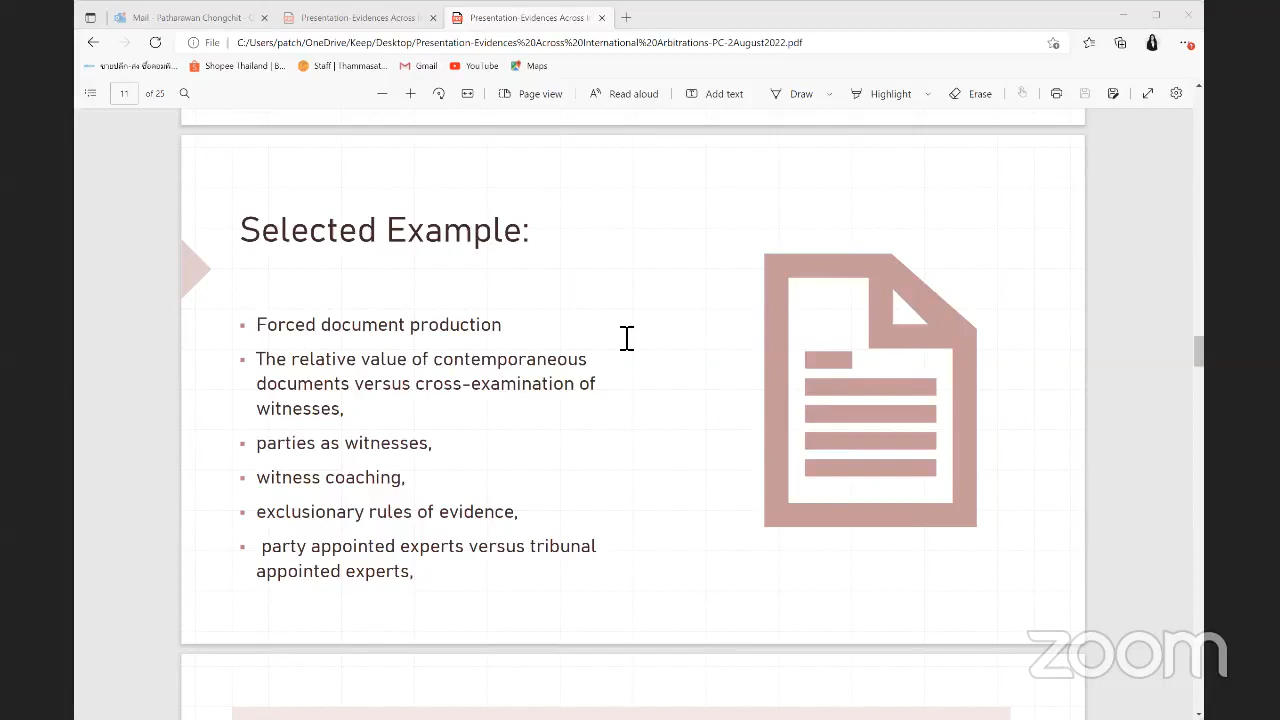 Mail - Patharawan Chongchit -
Presentation-Evidences Across I
Presentation-Evidences Across I
File
C:/Users/patch/OneDrive/Keep/Desktop/Presentation-Evidences%20Across%20International%20Arbitrations-PC-2August2022.pdf
Shopee Thailand | B...
Staff | Thammasat...
Gmail
YouTube
Maps
11 of 25
Page view
Read aloud
Add text
Draw
Highlight
Erase
Selected Example:
Forced document production
The relative value of contemporaneous
documents versus cross-examination of
witnesses,
parties as witnesses,
witness coaching,
exclusionary rules of evidence,
party appointed experts versus tribunal
appointed experts,
zoom